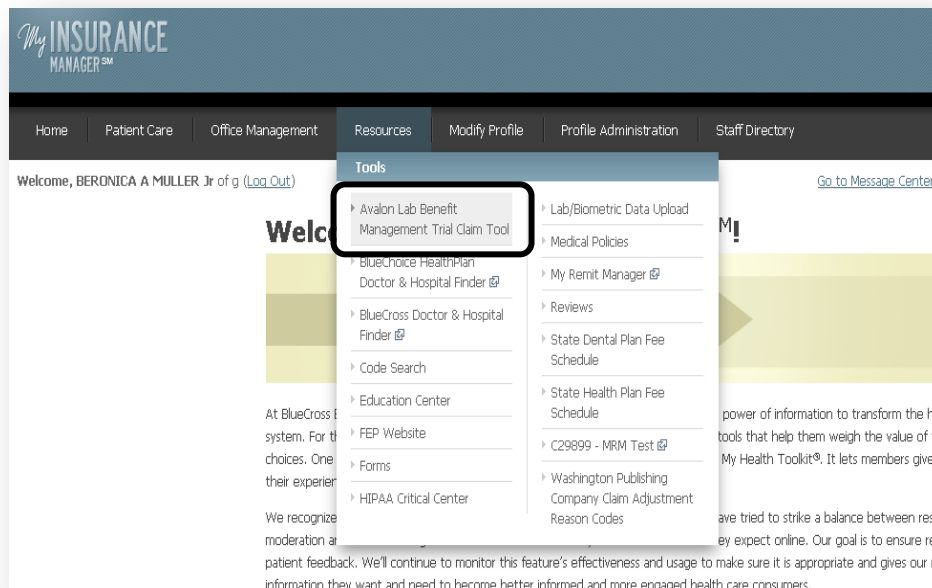 My INSURANCE
MANAGER℠
Home Patient Care Office Management Resources Modify Profile Profile Administration Staff Directory
Welcome, BERONICA A MULLER Jr of g (Log Out)
Go to Message Center
Tools
Avalon Lab Benefit
Management Trial Claim Tool
BlueChoice HealthPlan
Doctor & Hospital Finder
BlueCross Doctor & Hospital
Finder
Code Search
Education Center
FEP Website
Forms
HIPAA Critical Center
Lab/Biometric Data Upload
Medical Policies
My Remit Manager
Reviews
State Dental Plan Fee
Schedule
State Health Plan Fee
Schedule
C29899 - MRM Test
Washington Publishing
Company Claim Adjustment
Reason Codes
M!
At BlueCross power of information to transform the
system. For tools that help them weigh the value of
choices. One My Health Toolkit®. It lets members give
their
We recognize ave tried to strike a balance between
moderation ey expect online. Our goal is to ensure
patient feedback. We'll continue to monitor this feature's effectiveness and usage to make sure it is appropriate and gives our
information they want and need to become better informed and more engaged health care consumers.